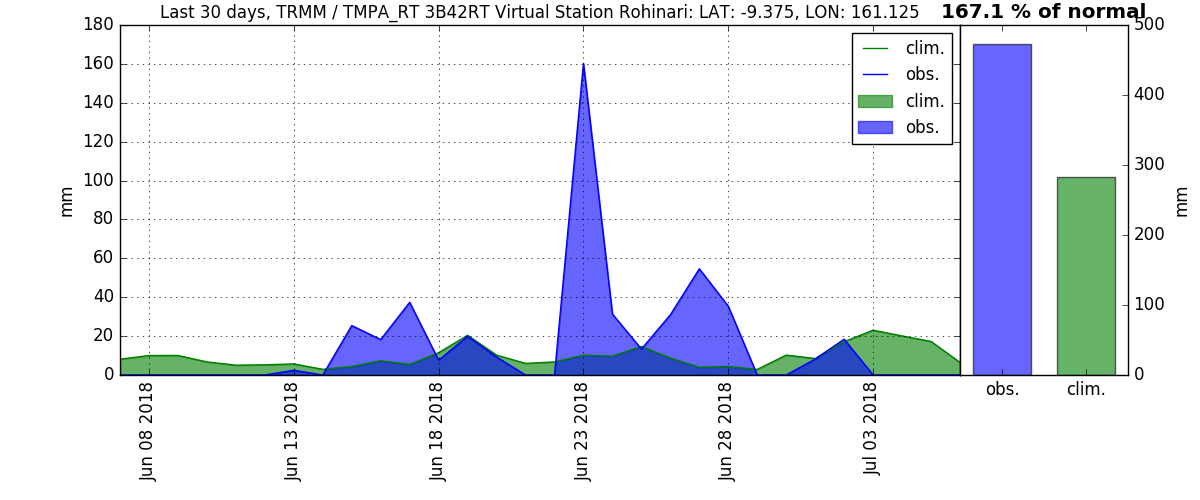 Last 30 days, TRMM / TMPA_RT 3B42RT Virtual Station Rohinari: LAT: -9.375, LON: 161.125
167.1 % of normal
180
160
140
120
100
80
60
40
20
0
mm
clim.
obs.
clim.
obs.
Jun 08 2018
Jun 13 2018
Jun 18 2018
Jun 23 2018
Jun 28 2018
Jul 03 2018
500
400
300
200
100
0
mm
obs.
clim.